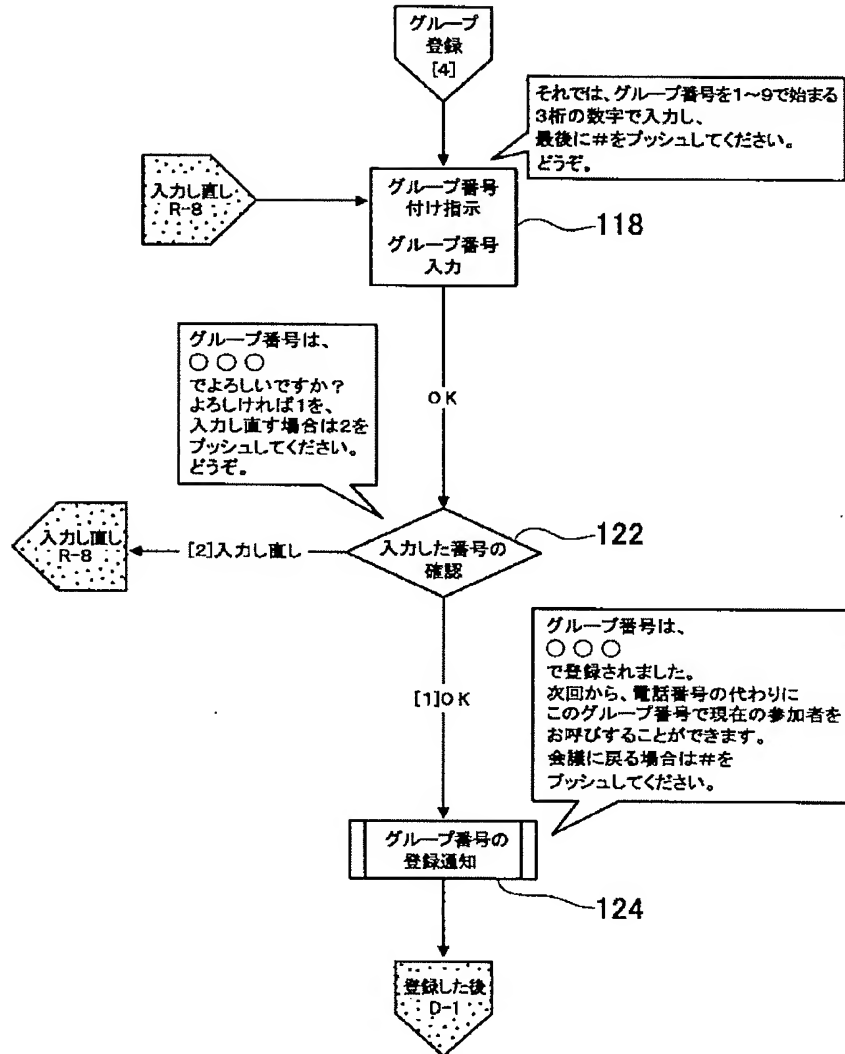 グループ
登録
[4]
それでは、グループ番号を1~9で始まる
3桁の数字で入力し、
最後に#をプッシュしてください。
どうぞ。
入力し直し
R-8
グループ番号
付け指示
グループ番号
入力
118
グループ番号は、
○○○
でよろしいですか?
よろしければ1を、
入力し直す場合は2を
プッシュしてください。
どうぞ。
OK
入力し直し
R-8
[2]入力し直し
入力した番号の
確認
122
グループ番号は、
○○○
で登録されました。
次回から、電話番号の代わりに
このグループ番号で現在の参加者を
お呼びすることができます。
会議に戻る場合は#を
プッシュしてください。
[1]OK
グループ番号の
登録通知
124
登録した後
D-1